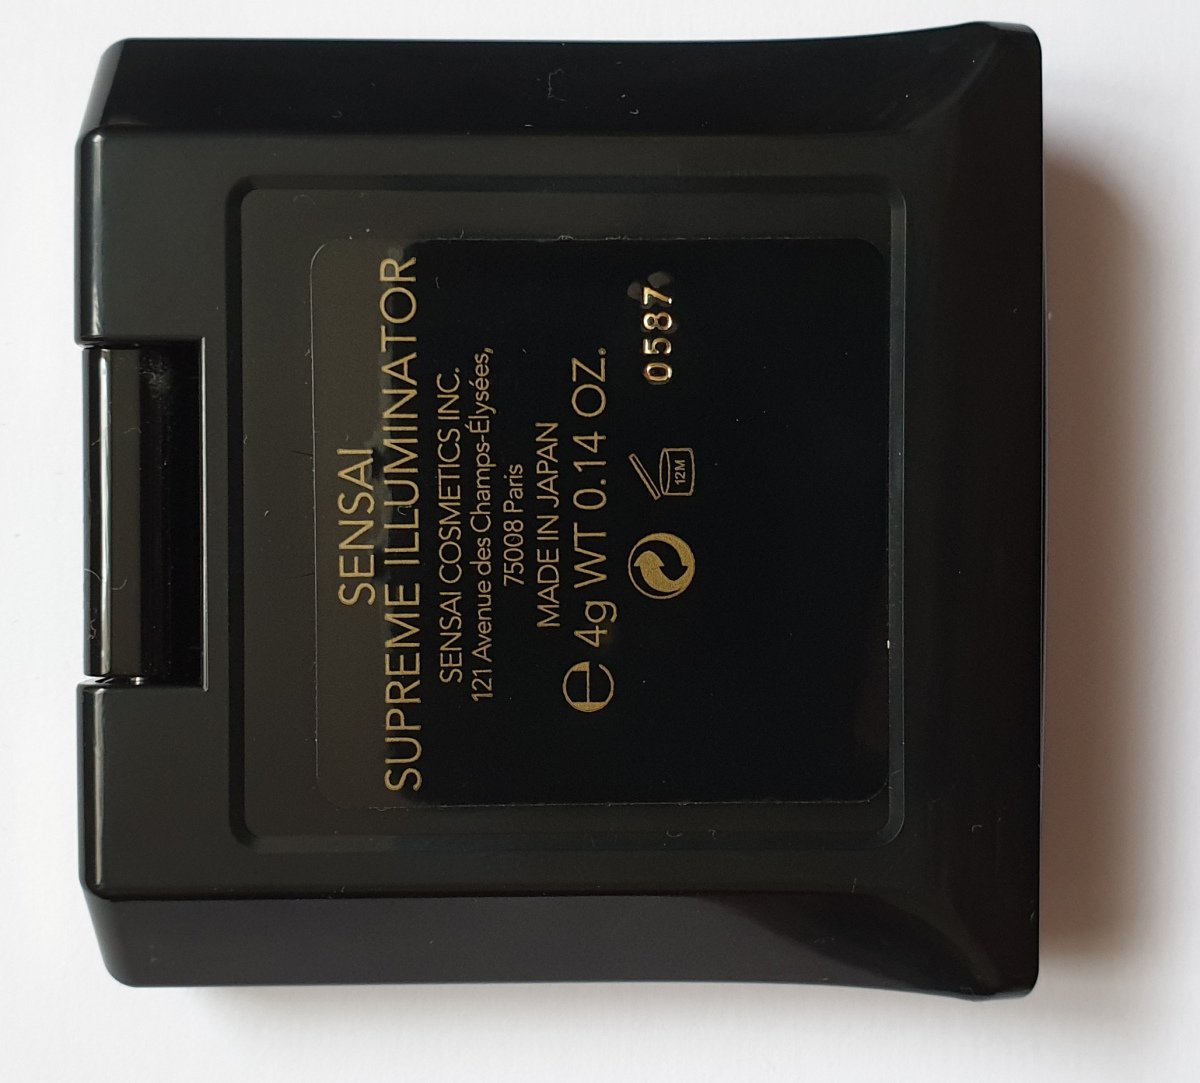 SENSAI
SUPREME ILLUMINATOR
SENSAI COSMETICS INC.
121 Avenue des Champs-Élysées,
75008 Paris
MADE IN JAPAN
e 4g WT 0.14 OZ.
12M
0587